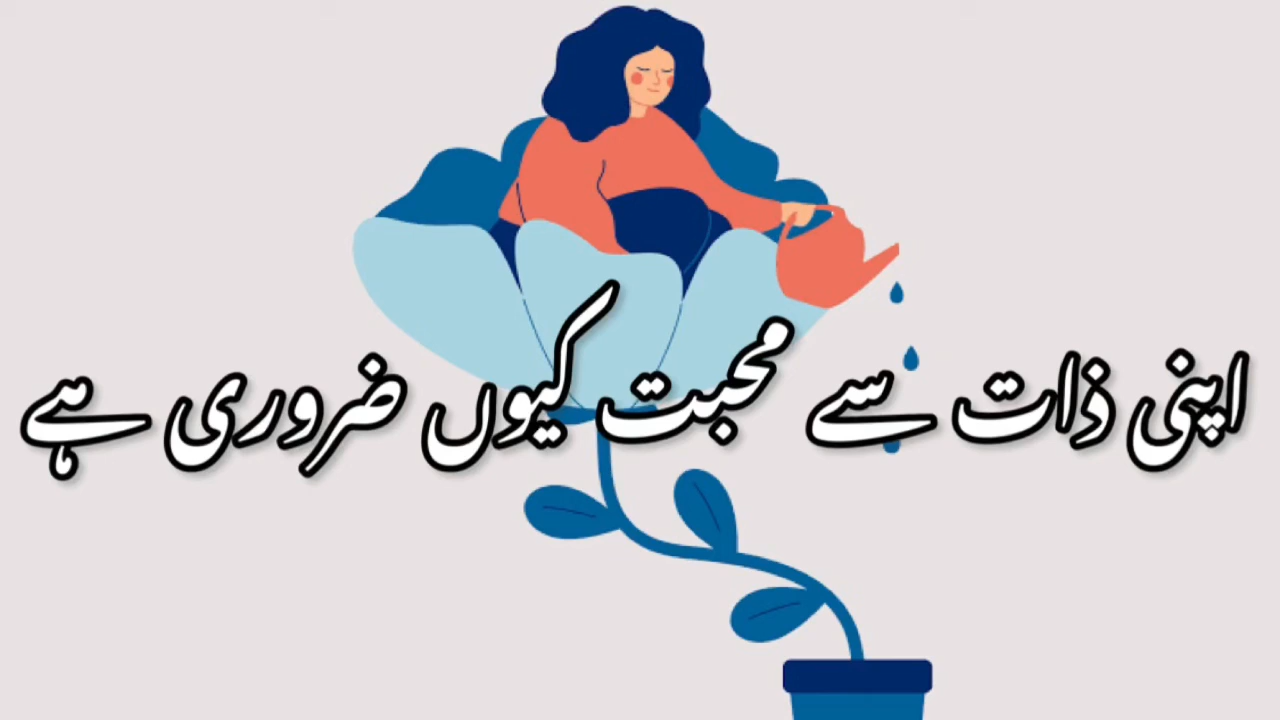 اپنی ذات سے محبت کیوں ضروری ہے